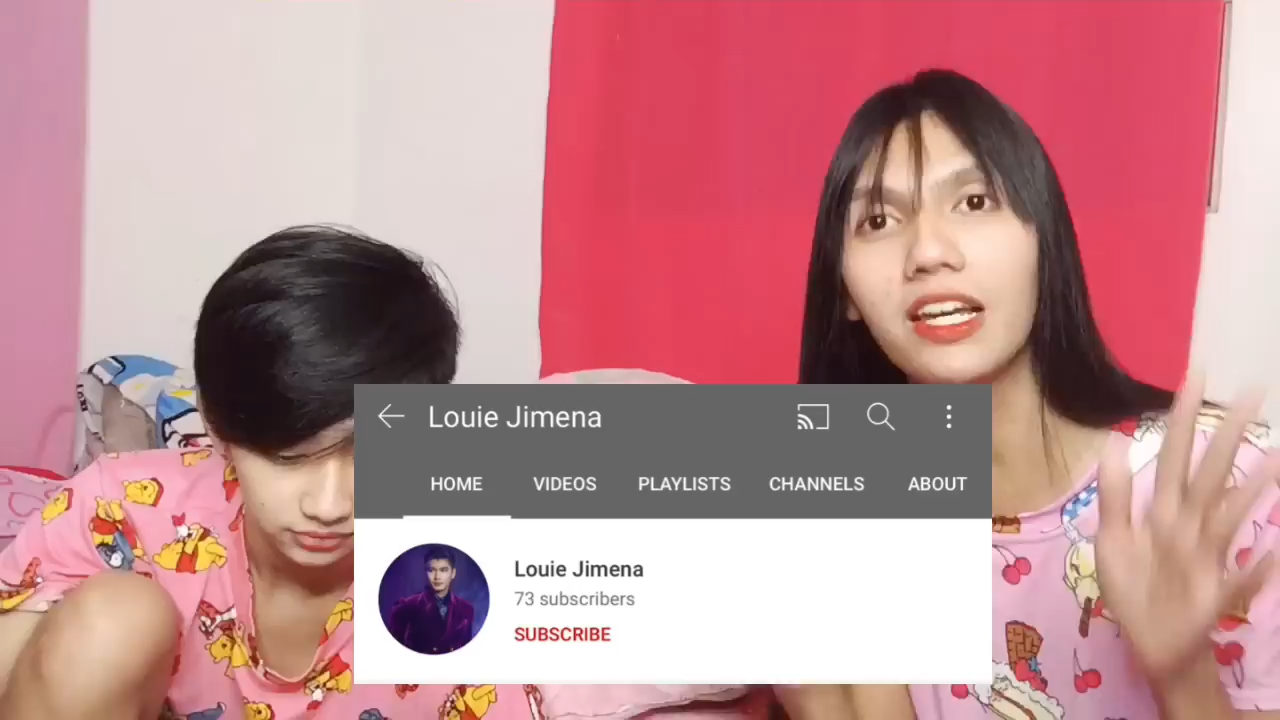 Louie Jimena
HOME VIDEOS PLAYLISTS CHANNELS ABOUT
Louie Jimena
73 subscribers
SUBSCRIBE